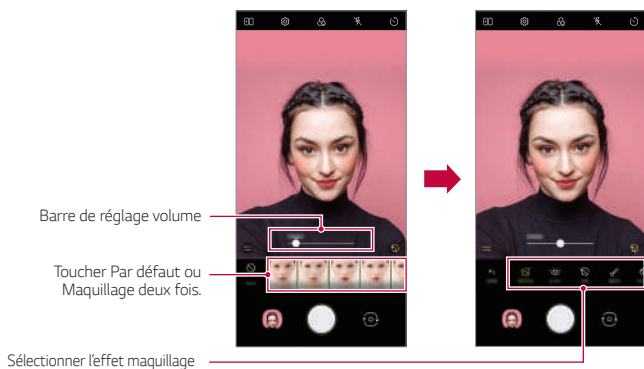 Barre de réglage volume
Toucher Par défaut ou
Maquillage deux fois.
Sélectionner l'effet maquillage